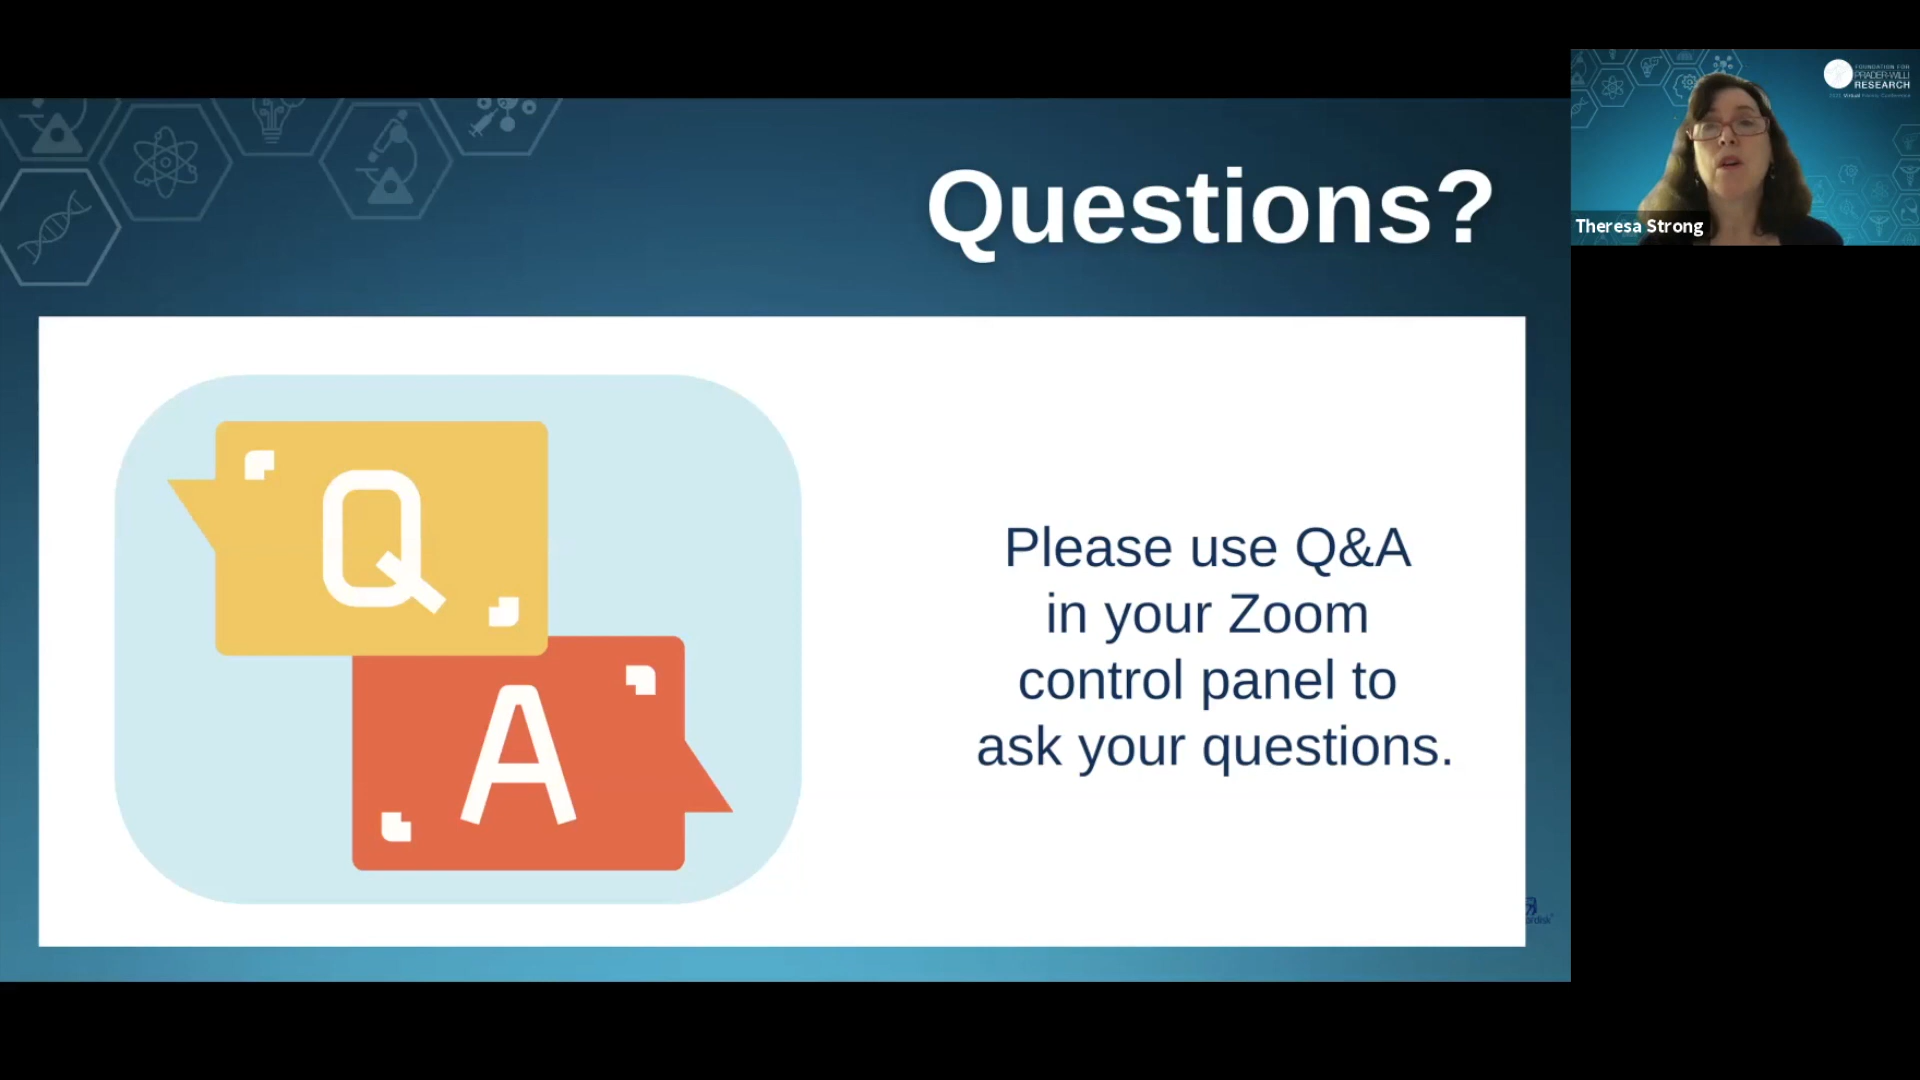 Questions?
FOUNDATION FOR
PRADER-WILLI
RESEARCH
Theresa Strong
Q
A
Please use Q&A
in your Zoom
control panel to
ask your questions.